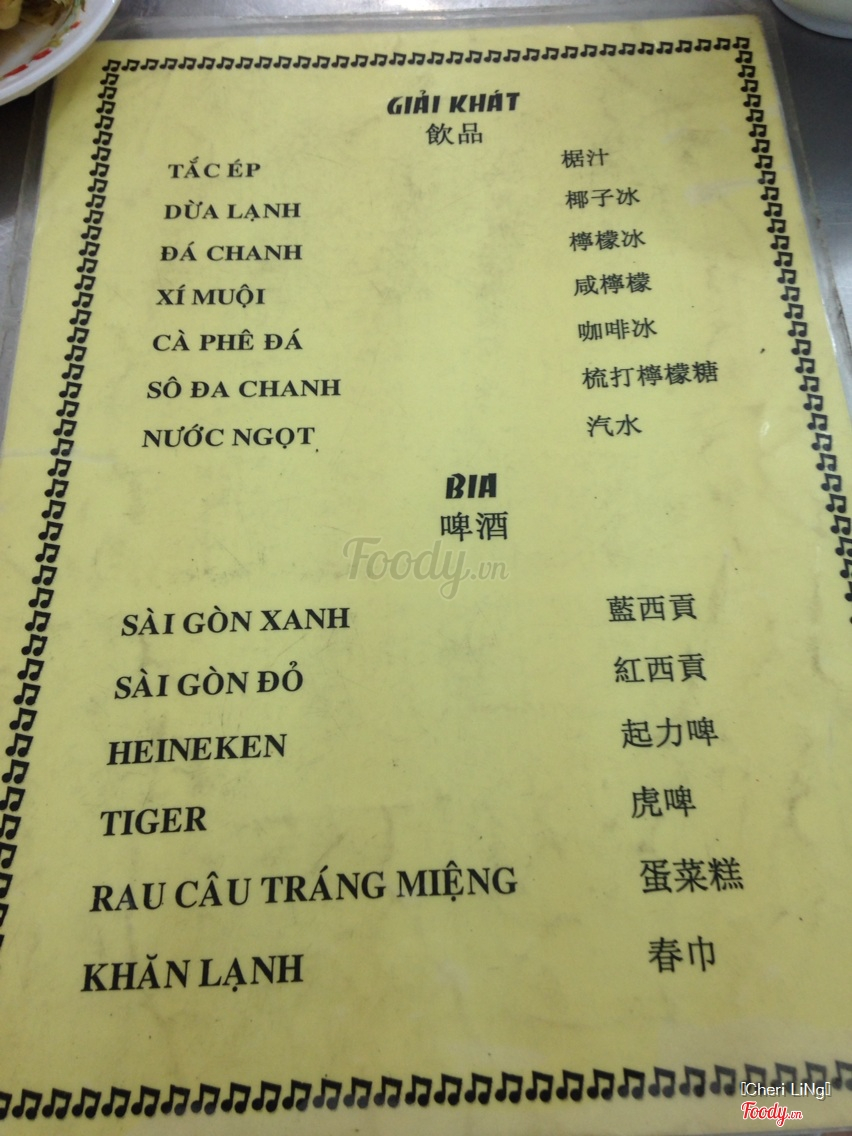 GIẢI KHÁT
飲品
TẮC ÉP 椐汁
DỪA LẠNH 椰子冰
ĐÁ CHANH 檸檬冰
XÍ MUỘI 咸檸檬
CÀ PHÊ ĐÁ 咖啡冰
SÔ ĐA CHANH 梳打檸檬糖
NƯỚC NGỌT 汽水
BIA
啤酒
Foody.vn
SÀI GÒN XANH 藍西貢
SÀI GÒN ĐỎ 紅西貢
HEINEKEN 起力啤
TIGER 虎啤
RAU CÂU TRÁNG MIỆNG 蛋菜糕
KHĂN LẠNH 春巾
Cheri LiNg
Foody.vn